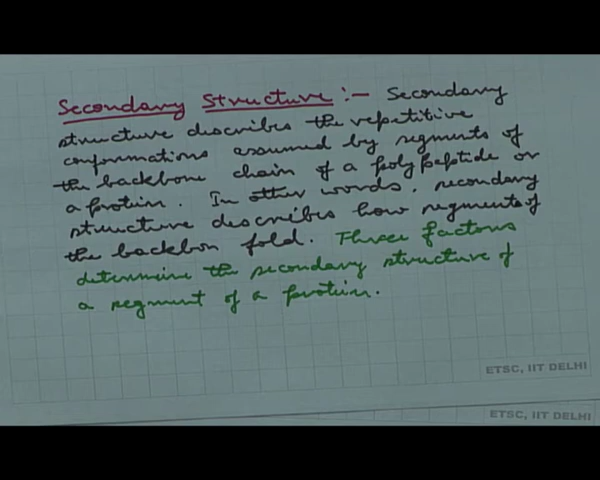 Secondary Structure :- Secondary
structure describes the repetitive
conformations assumed by segments of
the backbone chain of a polypeptide or
a protein. In other words, secondary
structure describes how segments of
the backbon fold. Three factors
determine the secondary structure of
a segment of a protein.
ETSC, IIT DELHI
ETSC, IIT DELHI